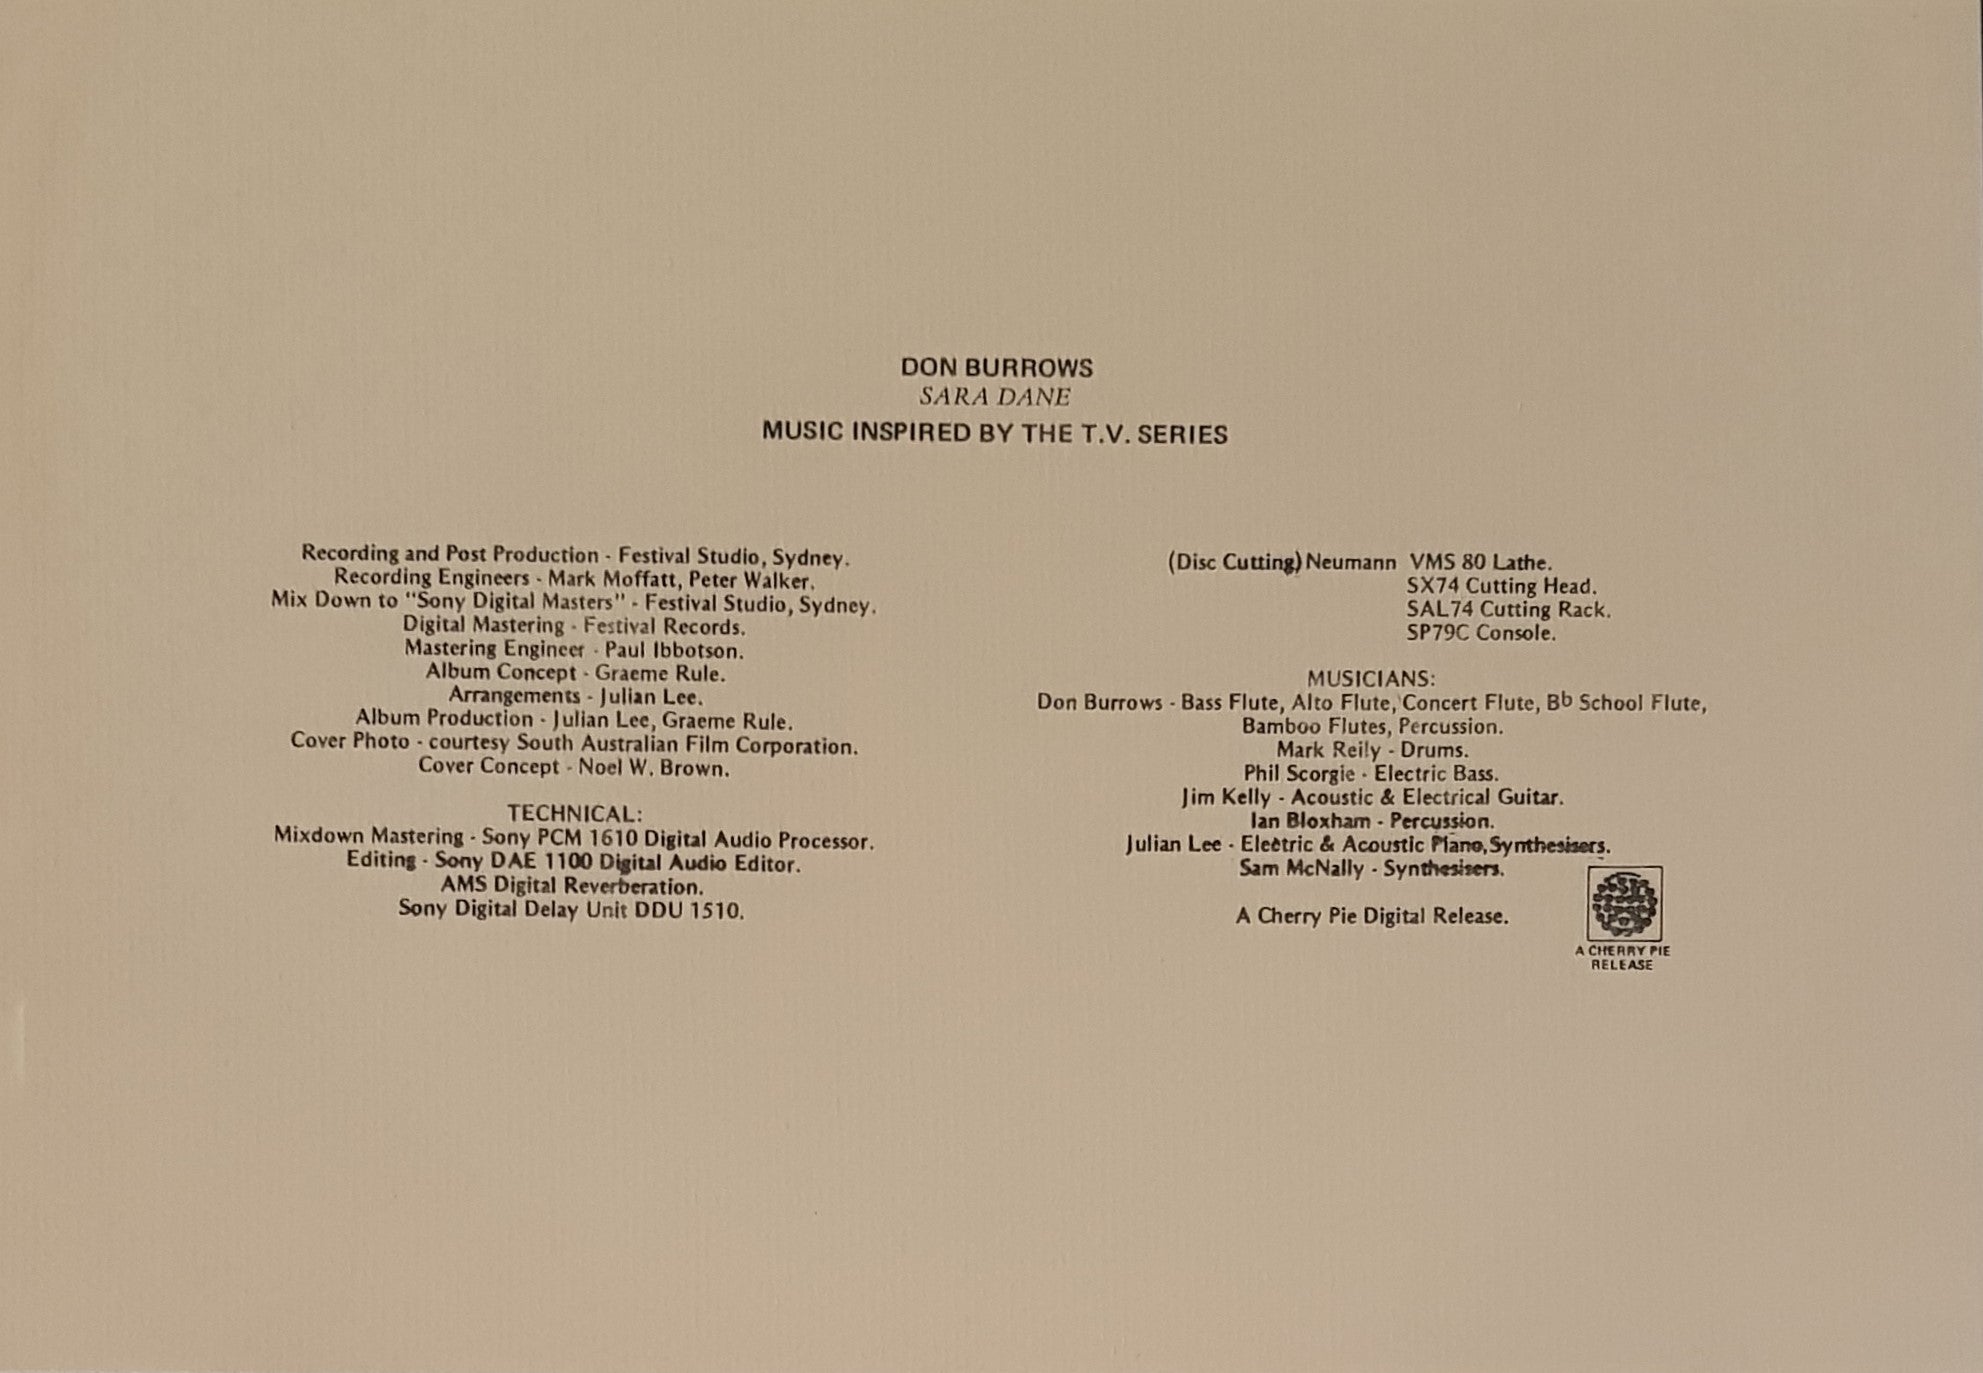 DON BURROWS
SARA DANE
MUSIC INSPIRED BY THE T.V. SERIES
Recording and Post Production - Festival Studio, Sydney.
Recording Engineers - Mark Moffatt, Peter Walker.
Mix Down to "Sony Digital Masters" - Festival Studio, Sydney.
Digital Mastering - Festival Records.
Mastering Engineer - Paul Ibbotson.
Album Concept - Graeme Rule.
Arrangements - Julian Lee.
Album Production - Julian Lee, Graeme Rule.
Cover Photo - courtesy South Australian Film Corporation.
Cover Concept - Noel W. Brown.
TECHNICAL:
Mixdown Mastering - Sony PCM 1610 Digital Audio Processor.
Editing - Sony DAE 1100 Digital Audio Editor.
AMS Digital Reverberation.
Sony Digital Delay Unit DDU 1510.
(Disc Cutting) Neumann VMS 80 Lathe.
SX74 Cutting Head.
SAL74 Cutting Rack.
SP79C Console.
MUSICIANS:
Don Burrows - Bass Flute, Alto Flute, Concert Flute, Bb School Flute,
Bamboo Flutes, Percussion.
Mark Reily - Drums.
Phil Scorgie - Electric Bass.
Jim Kelly - Acoustic & Electrical Guitar.
Ian Bloxham - Percussion.
Julian Lee - Electric & Acoustic Piano, Synthesisers.
Sam McNally - Synthesisers.
A Cherry Pie Digital Release.
A CHERRY PIE
RELEASE